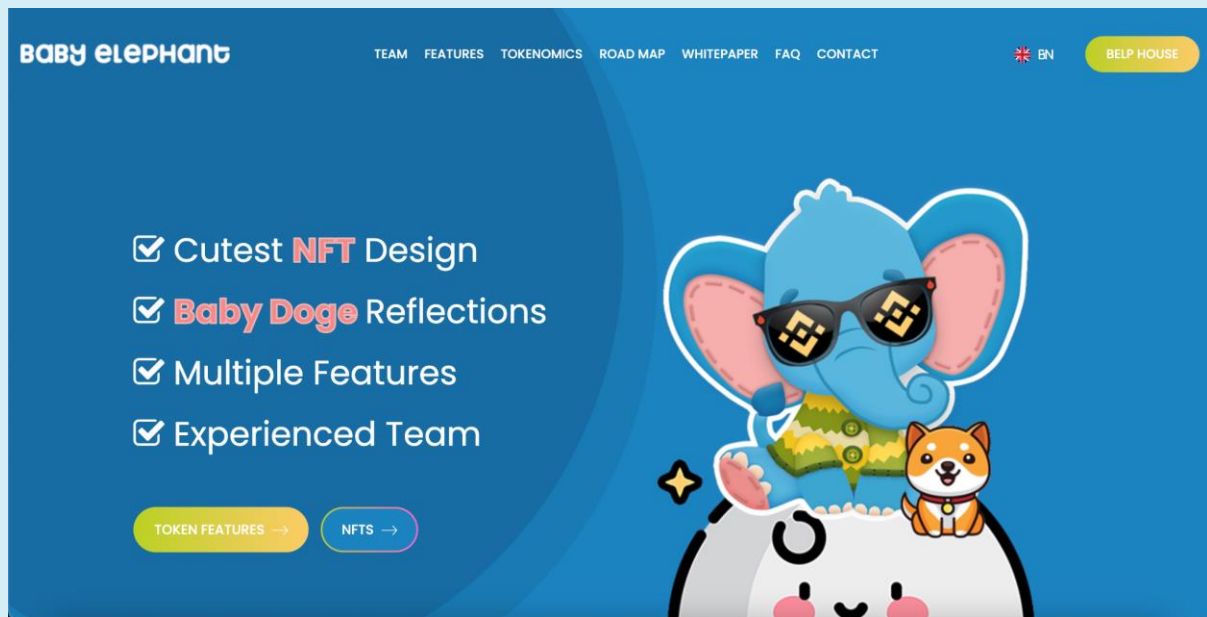 BABY ELEPHANT
TEAM FEATURES TOKENOMICS ROAD MAP WHITEPAPER FAQ CONTACT
BN
BELP HOUSE
Cutest NFT Design
Baby Doge Reflections
Multiple Features
Experienced Team
TOKEN FEATURES →
NFTS →